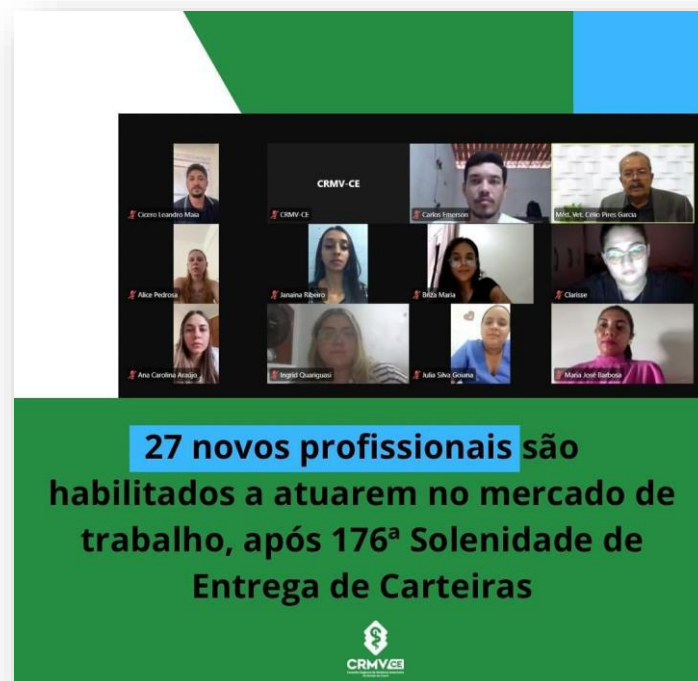 CRMV-CE
Cicero Leandro Maia
CRMV-CE
Carlos Emerson
Méd. Vet. Célio Pires Garcia
Alice Pedrosa
Janaina Ribeiro
Briza Maria
Clarisse
Ana Carolina Araújo
Ingrid Quariguasi
Julia Silva Goiana
Maria José Barbosa
27 novos profissionais são
habilitados a atuarem no mercado de
trabalho, após 176ª Solenidade de
Entrega de Carteiras
CRMV.CE